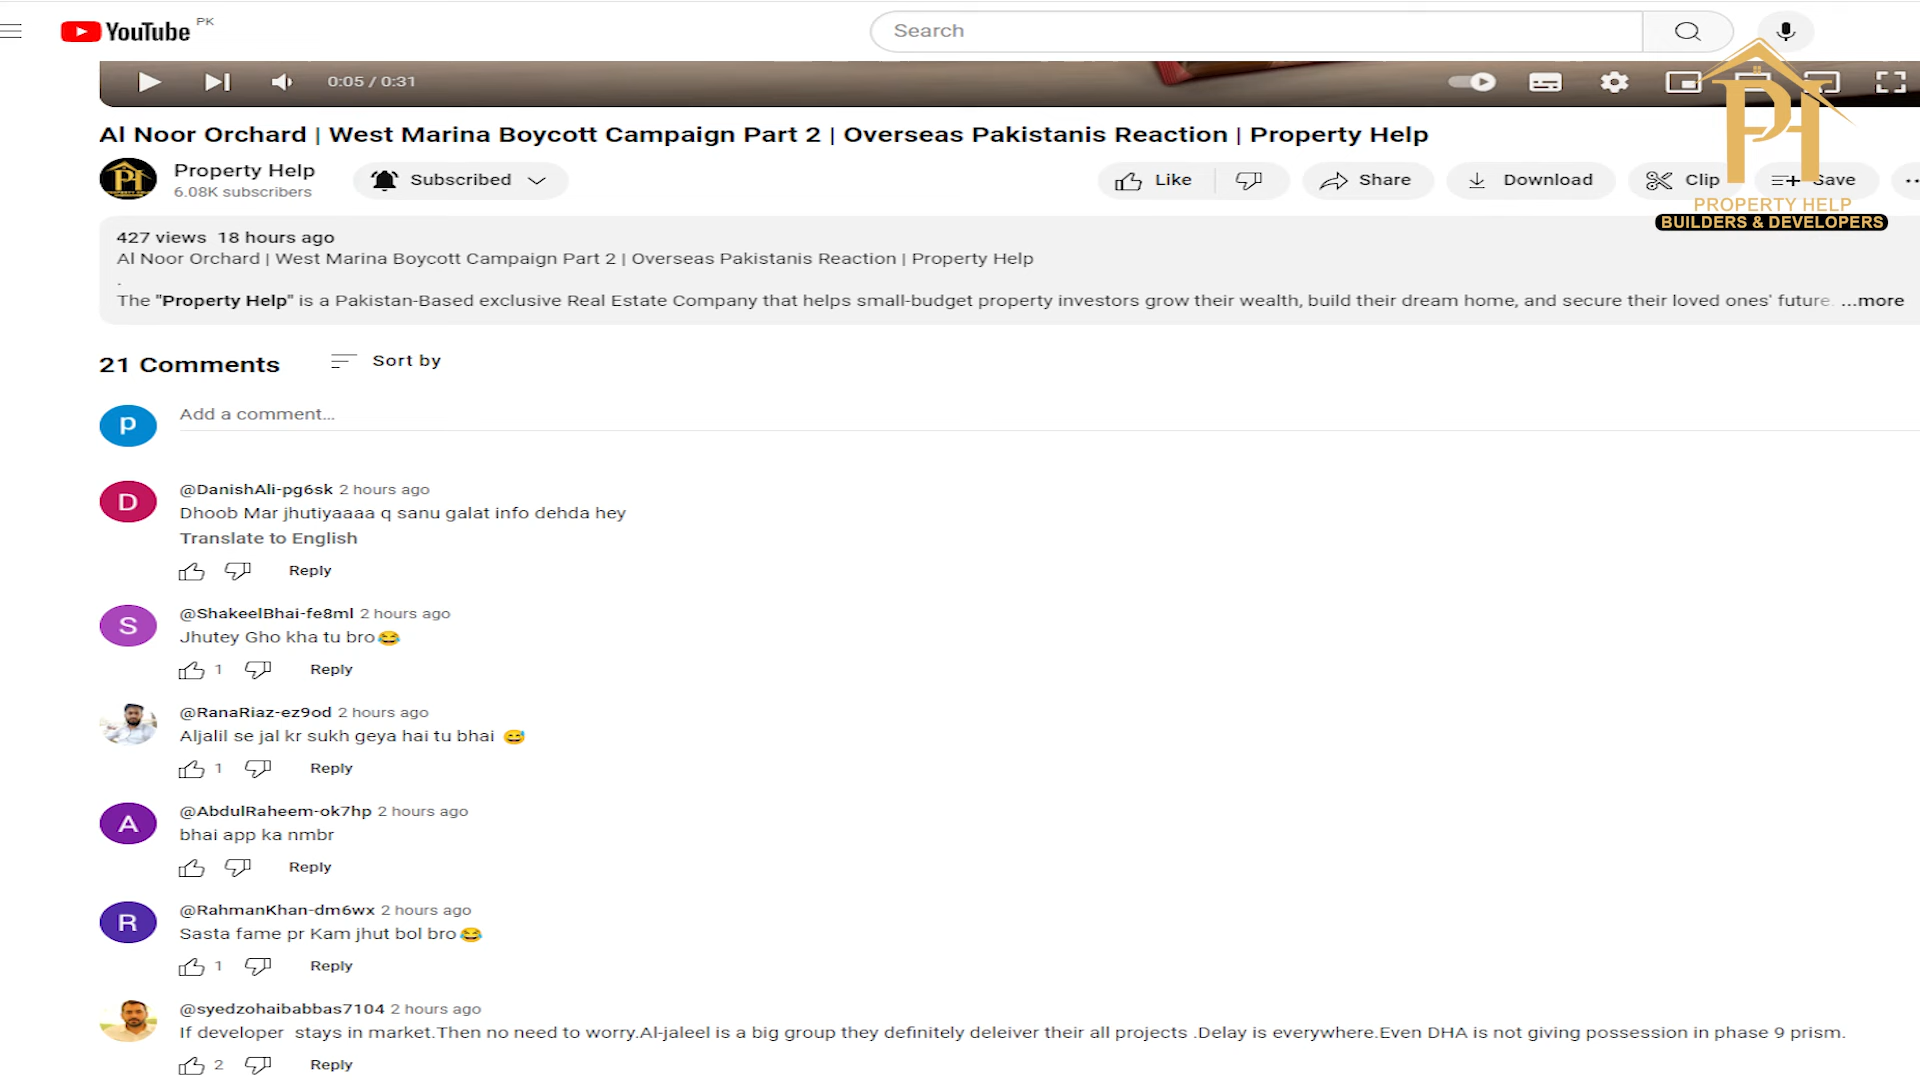 YouTube PK
Search
0:05 / 0:31
Al Noor Orchard | West Marina Boycott Campaign Part 2 | Overseas Pakistanis Reaction | Property Help
Property Help
6.08K subscribers
Subscribed
Like
Share
Download
Clip
Save
PH
PROPERTY HELP
BUILDERS & DEVELOPERS
427 views 18 hours ago
Al Noor Orchard | West Marina Boycott Campaign Part 2 | Overseas Pakistanis Reaction | Property Help
.
The "Property Help" is a Pakistan-Based exclusive Real Estate Company that helps small-budget property investors grow their wealth, build their dream home, and secure their loved ones' future. ...more
21 Comments
Sort by
p
Add a comment...
D
@DanishAli-pg6sk 2 hours ago
Dhoob Mar jhutiyaaaa q sanu galat info dehda hey
Translate to English
Reply
S
@ShakeelBhai-fe8ml 2 hours ago
Jhutey Gho kha tu bro😂
1
Reply
@RanaRiaz-ez9od 2 hours ago
Aljalil se jal kr sukh geya hai tu bhai 😅
1
Reply
A
@AbdulRaheem-ok7hp 2 hours ago
bhai app ka nmbr
Reply
R
@RahmanKhan-dm6wx 2 hours ago
Sasta fame pr Kam jhut bol bro😂
1
Reply
@syedzohaibabbas7104 2 hours ago
If developer stays in market.Then no need to worry.Al-jaleel is a big group they definitely deleiver their all projects .Delay is everywhere.Even DHA is not giving possession in phase 9 prism.
2
Reply